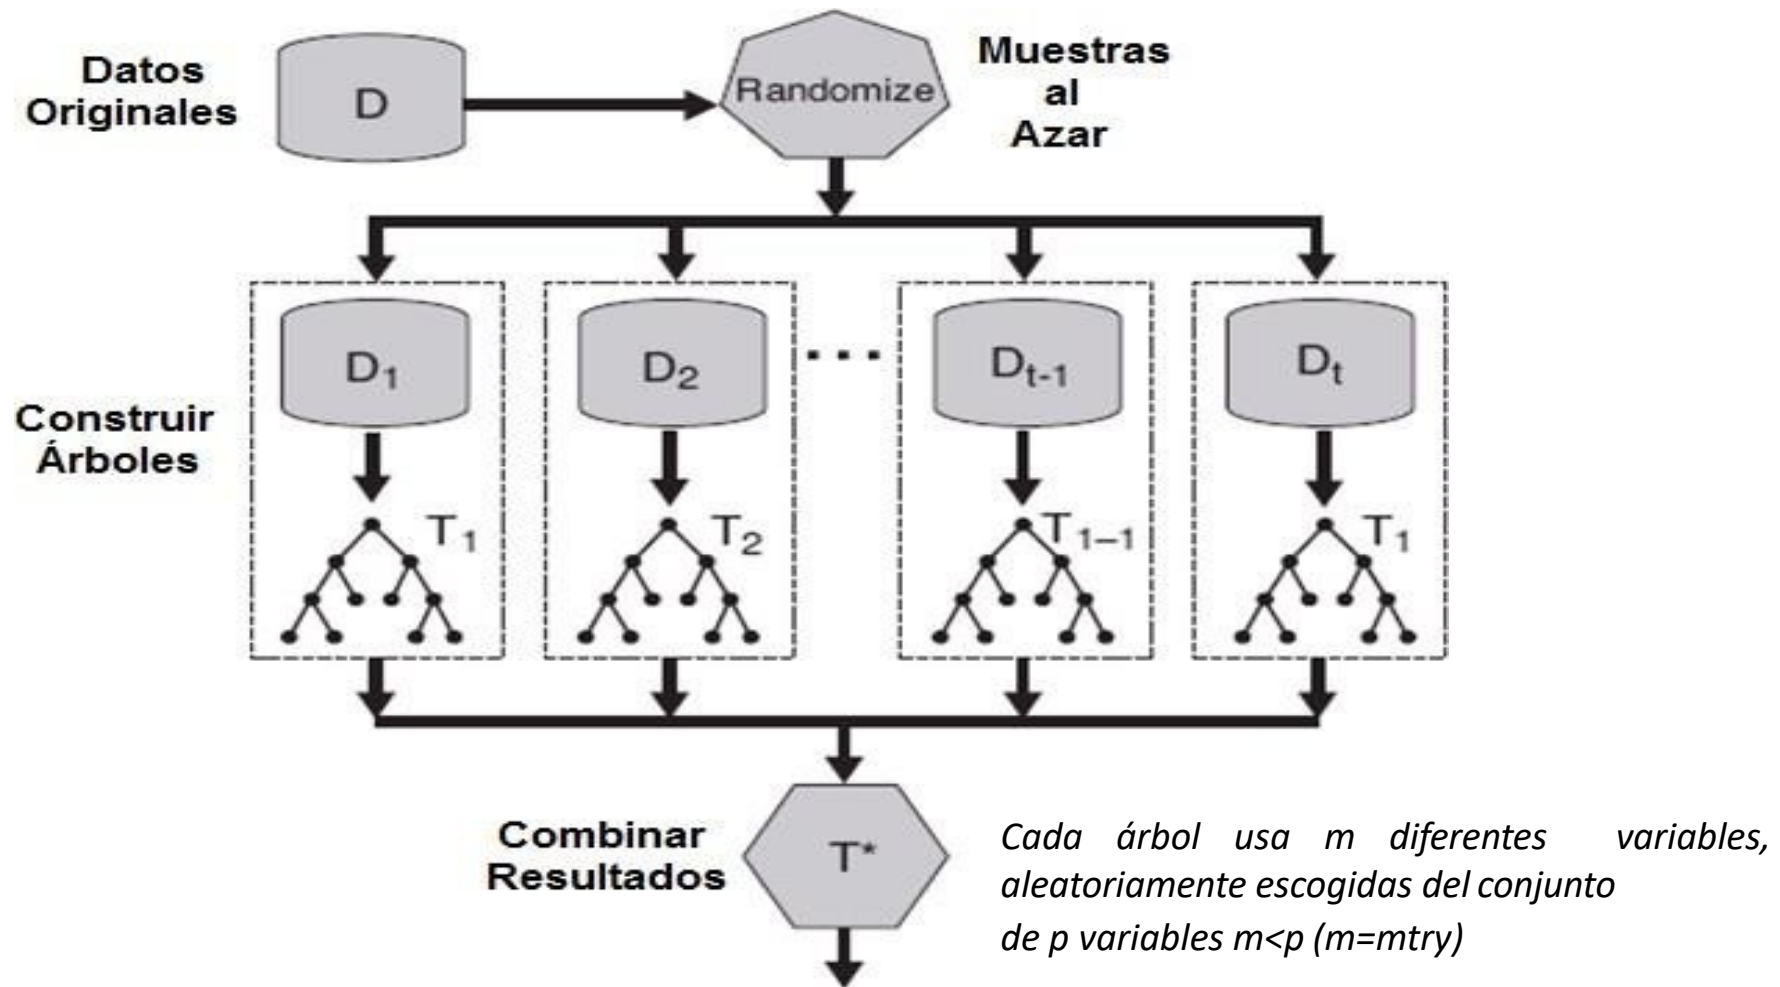 Datos
Originales
D
Randomize
Muestras
al
Azar
D1
D2
...
Dt-1
Dt
Construir
Árboles
T1
T2
T1–1
T1
Combinar
Resultados
T*
Cada árbol usa m diferentes variables,
aleatoriamente escogidas del conjunto
de p variables m<p (m=mtry)